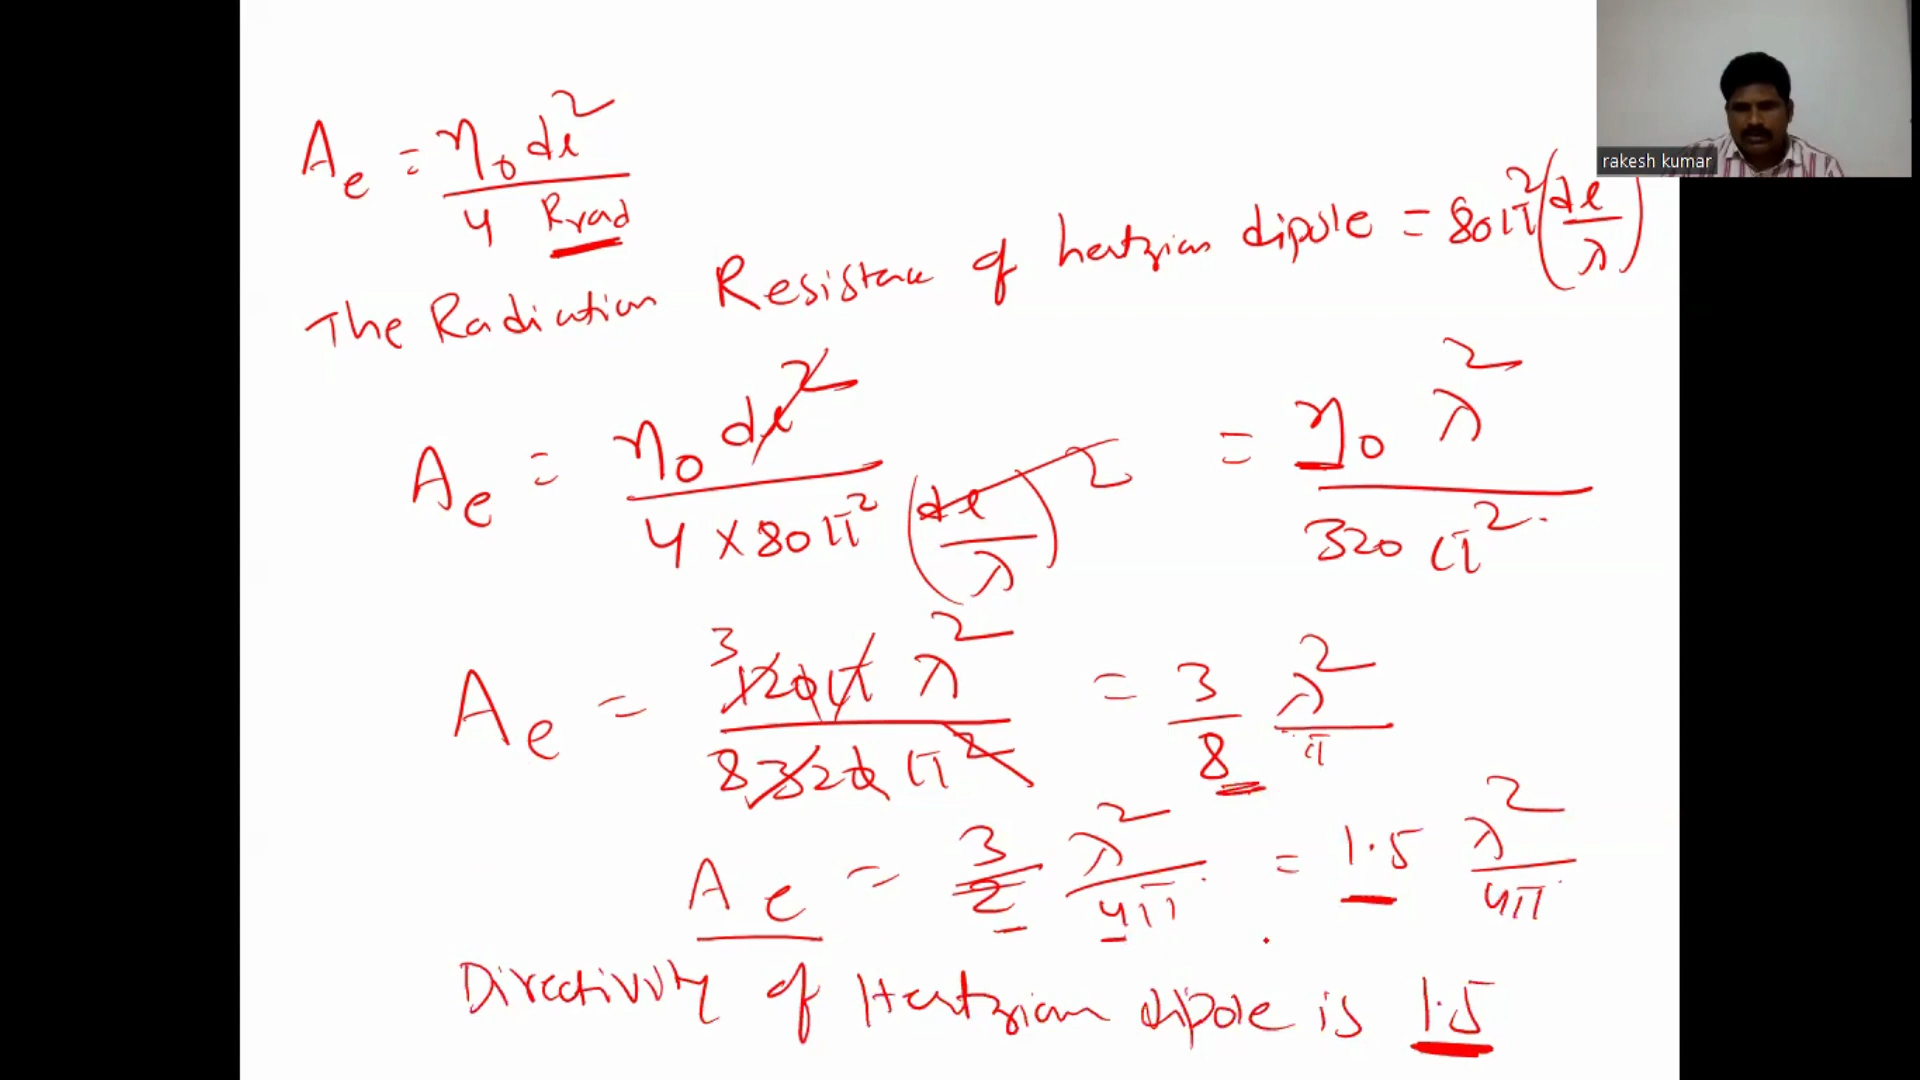 rakesh kumar
Ae = η₀ dl² / 4 Rrad
The Radiation Resistance of hertzian dipole = 80π² (dl/λ)
Ae = η₀ dl² / 4 × 80π² (dl/λ)² = η₀ λ² / 320 π²
Ae = 3 120π λ² / 8 320 π² = 3/8 λ²/π
Ae = 3/2 λ²/4π = 1.5 λ²/4π
Directivity of Hertzian dipole is 1.5